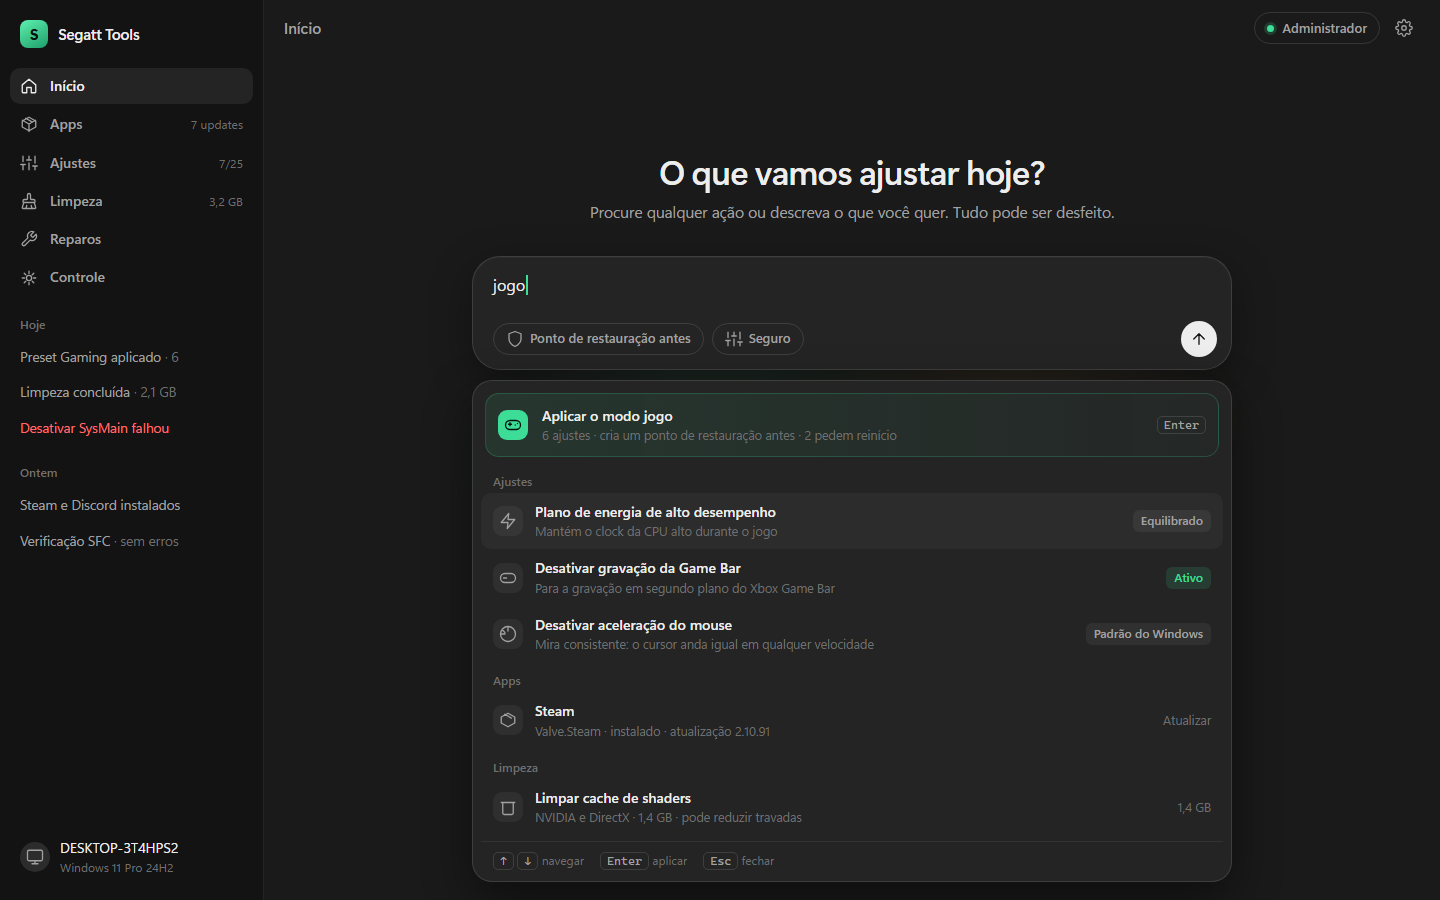 S Segatt Tools
Início
Apps 7 updates
Ajustes 7/25
Limpeza 3,2 GB
Reparos
Controle
Hoje
Preset Gaming aplicado · 6
Limpeza concluída · 2,1 GB
Desativar SysMain falhou
Ontem
Steam e Discord instalados
Verificação SFC · sem erros
DESKTOP-3T4HPS2
Windows 11 Pro 24H2
Início
Administrador
O que vamos ajustar hoje?
Procure qualquer ação ou descreva o que você quer. Tudo pode ser desfeito.
jogo
Ponto de restauração antes Seguro
Aplicar o modo jogo
6 ajustes · cria um ponto de restauração antes · 2 pedem reinício
Enter
Ajustes
Plano de energia de alto desempenho
Mantém o clock da CPU alto durante o jogo
Equilibrado
Desativar gravação da Game Bar
Para a gravação em segundo plano do Xbox Game Bar
Ativo
Desativar aceleração do mouse
Mira consistente: o cursor anda igual em qualquer velocidade
Padrão do Windows
Apps
Steam
Valve.Steam · instalado · atualização 2.10.91
Atualizar
Limpeza
Limpar cache de shaders
NVIDIA e DirectX · 1,4 GB · pode reduzir travadas
1,4 GB
↑ ↓ navegar Enter aplicar Esc fechar